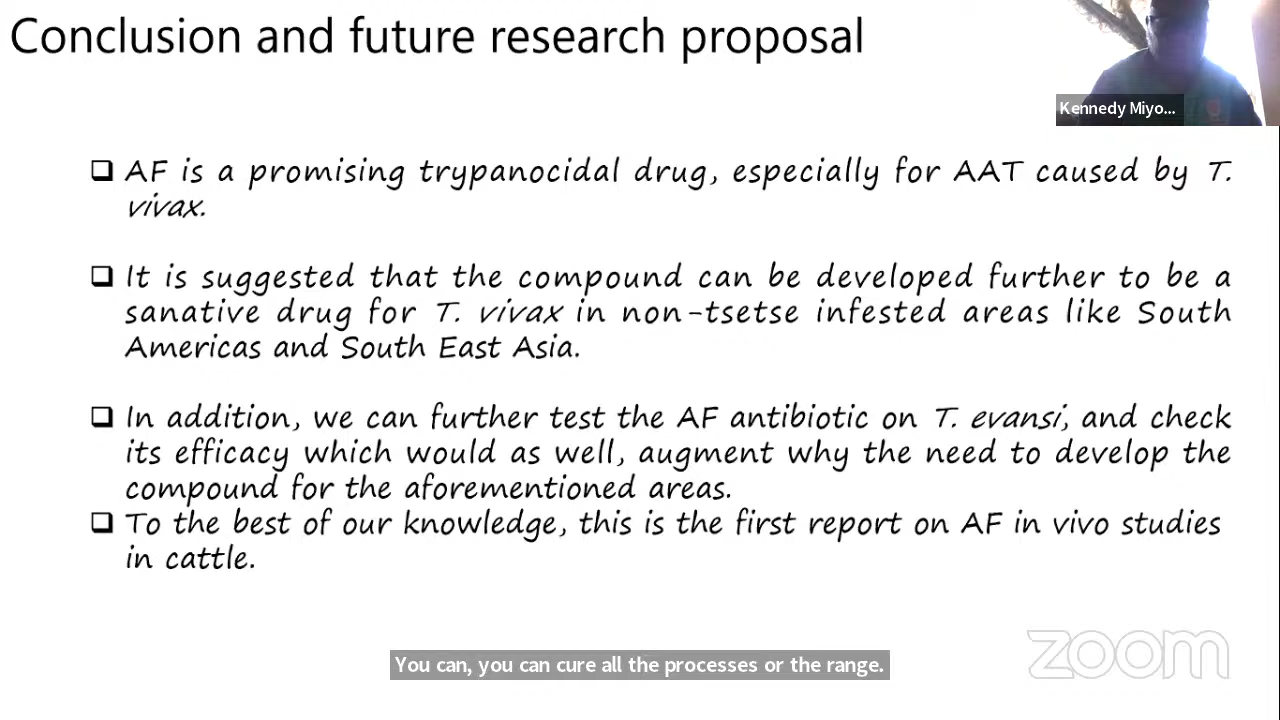 Conclusion and future research proposal
Kennedy Miyo...
❑ AF is a promising trypanocidal drug, especially for AAT caused by T.
vivax.
❑ It is suggested that the compound can be developed further to be a
sanative drug for T. vivax in non-tsetse infested areas like South
Americas and South East Asia.
❑ In addition, we can further test the AF antibiotic on T. evansi, and check
its efficacy which would as well, augment why the need to develop the
compound for the aforementioned areas.
❑ To the best of our knowledge, this is the first report on AF in vivo studies
in cattle.
zoom
You can, you can cure all the processes or the range.